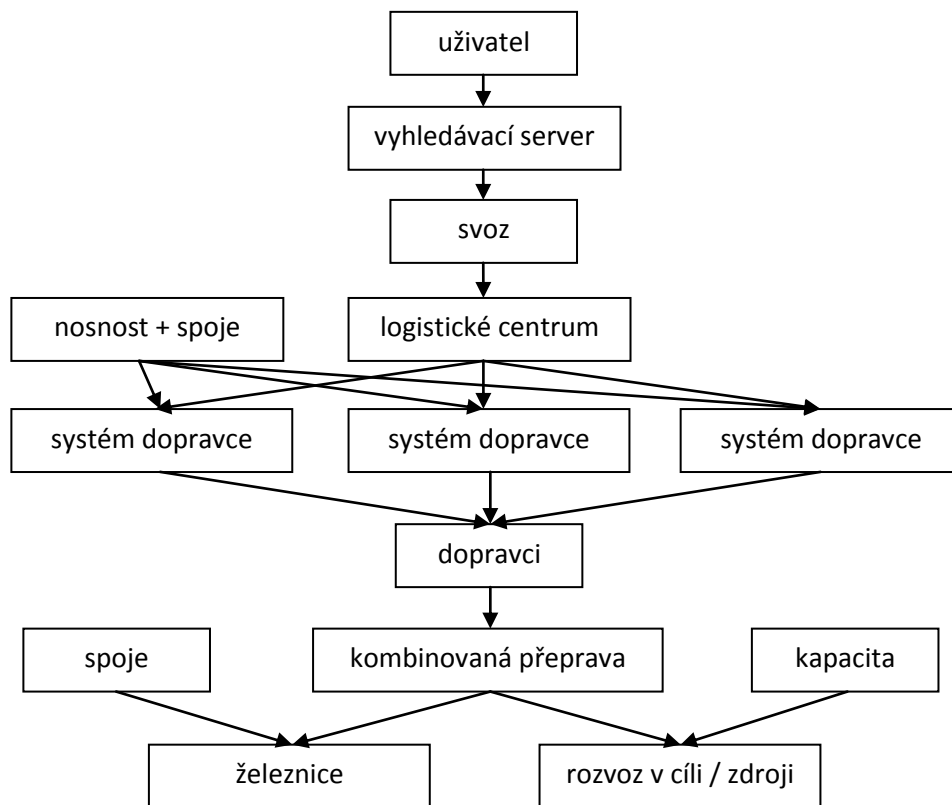 uživatel
vyhledávací server
svoz
nosnost + spoje
logistické centrum
systém dopravce
systém dopravce
systém dopravce
dopravci
spoje
kombinovaná přeprava
kapacita
železnice
rozvoz v cíli / zdroji